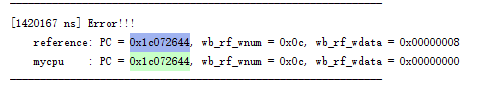 [1420167 ns] Error!!!
reference: PC = 0x1c072644, wb_rf_wnum = 0x0c, wb_rf_wdata = 0x00000008
mycpu : PC = 0x1c072644, wb_rf_wnum = 0x0c, wb_rf_wdata = 0x00000000